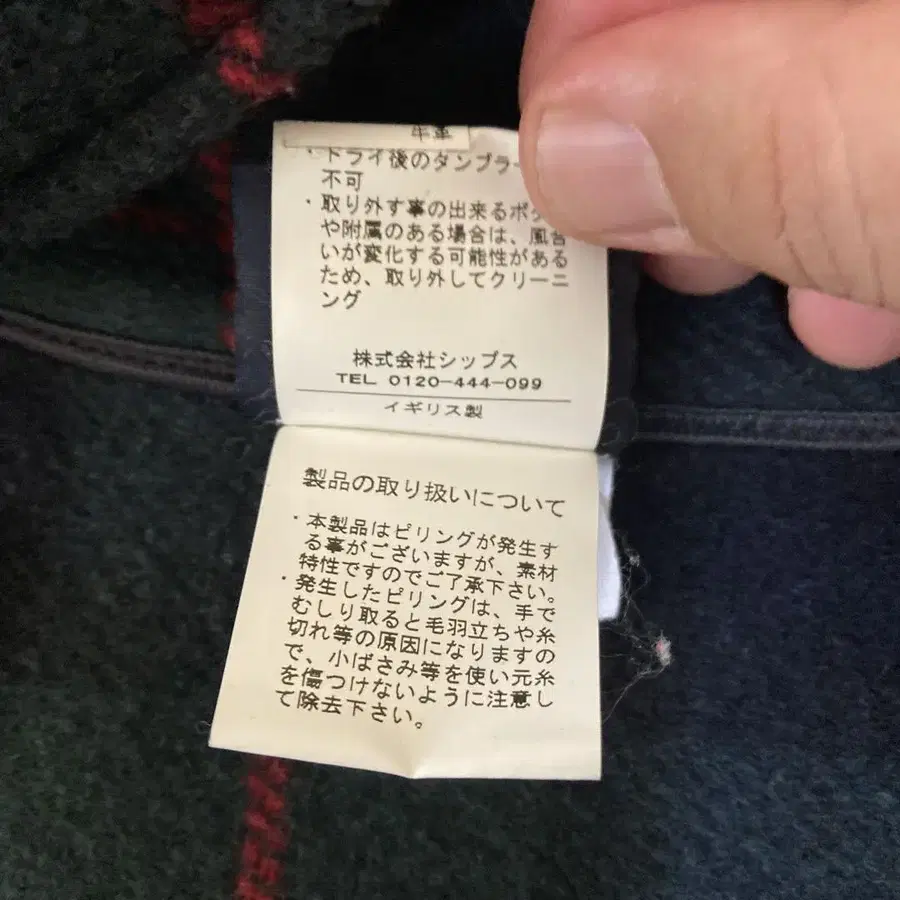 牛革
・ドライ後のタンブラー
不可
・取り外す事の出来るボタ
や附属のある場合は、風合
いが変化する可能性がある
ため、取り外してクリーニ
ング
株式会社シップス
TEL 0120-444-099
イギリス製
製品の取り扱いについて
・本製品はピリングが発生す
る事がございますが、素材
特性ですのでご了承下さい。
・発生したピリングは、手で
むしり取ると毛羽立ちや糸
切れ等の原因になりますの
で、小ばさみ等を使い元糸
を傷つけないように注意し
て除去下さい。